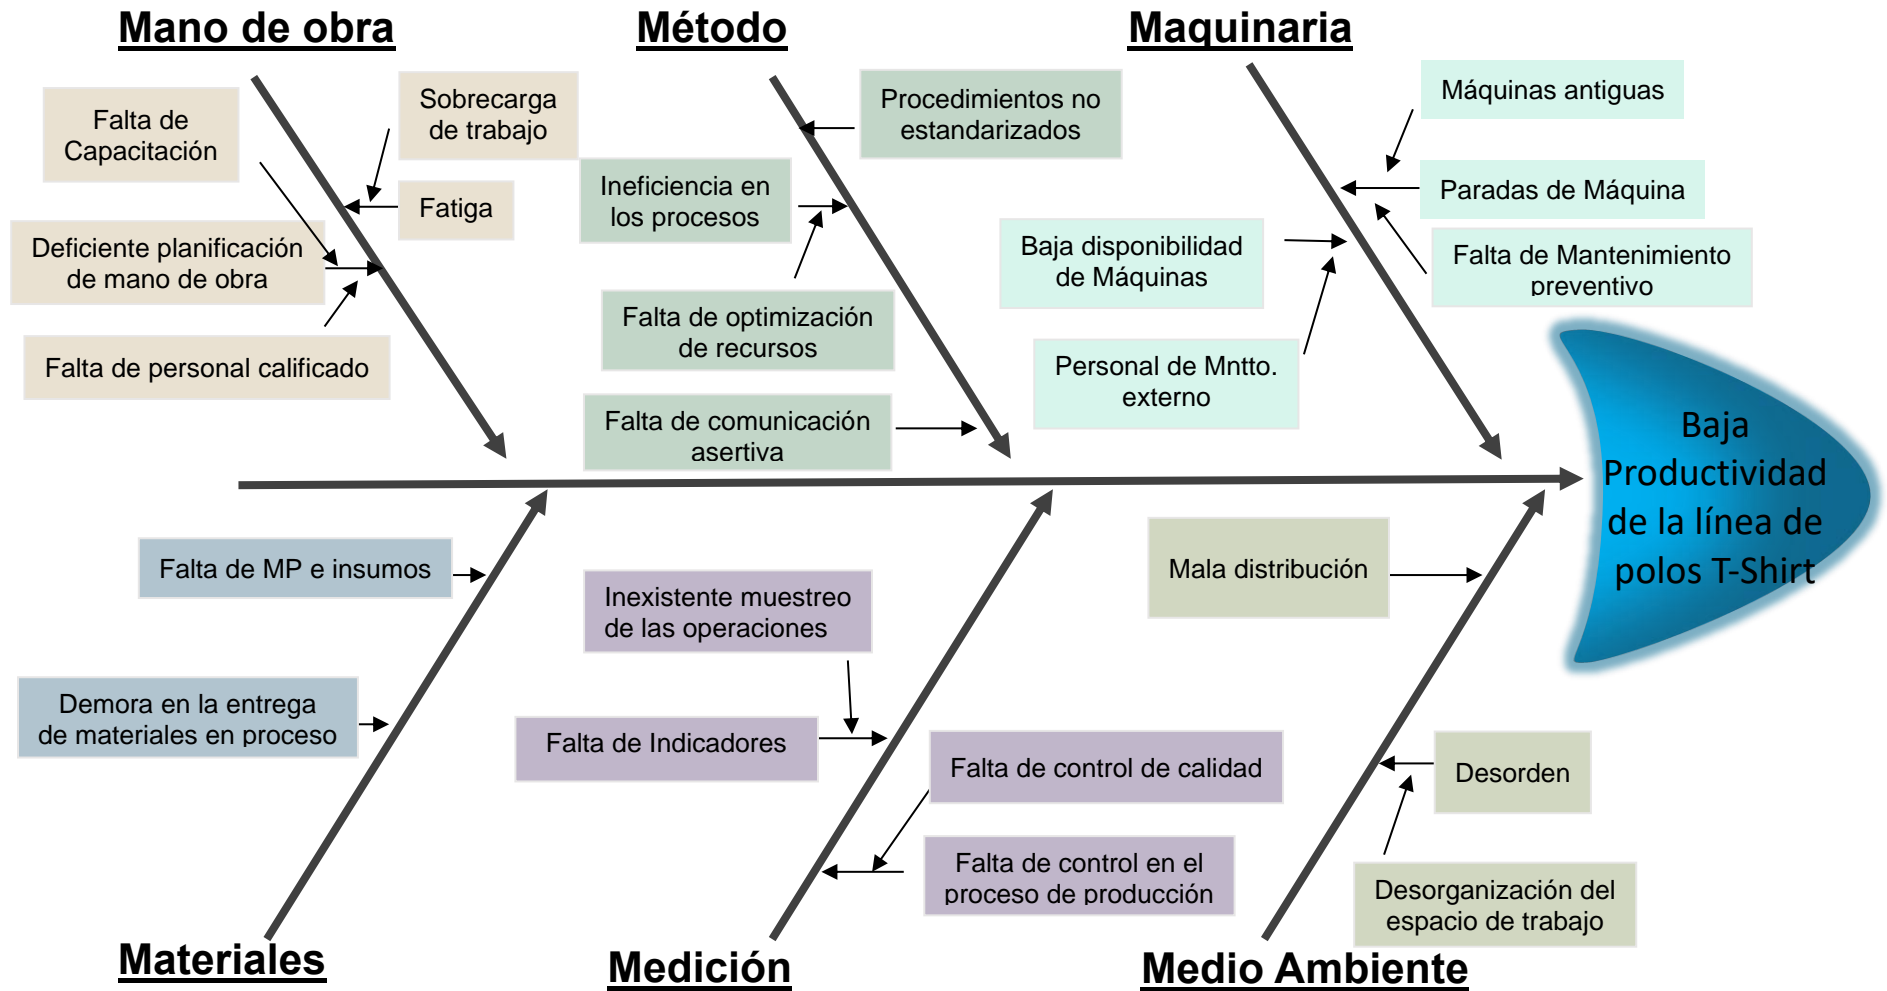 Mano de obra
Método
Maquinaria
Falta de
Capacitación
Sobrecarga
de trabajo
Fatiga
Deficiente planificación
de mano de obra
Falta de personal calificado
Procedimientos no
estandarizados
Ineficiencia en
los procesos
Falta de optimización
de recursos
Falta de comunicación
asertiva
Máquinas antiguas
Paradas de Máquina
Baja disponibilidad
de Máquinas
Falta de Mantenimiento
preventivo
Personal de Mntto.
externo
Baja
Productividad
de la línea de
polos T-Shirt
Falta de MP e insumos
Demora en la entrega
de materiales en proceso
Inexistente muestreo
de las operaciones
Falta de Indicadores
Falta de control de calidad
Falta de control en el
proceso de producción
Mala distribución
Desorden
Desorganización del
espacio de trabajo
Materiales
Medición
Medio Ambiente